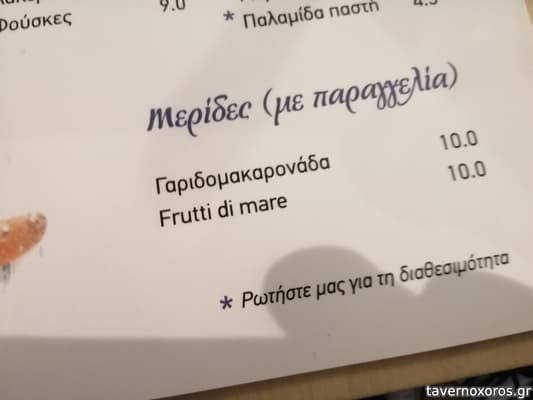 Φούσκες 9.0
* Παλαμίδα παστή
Μερίδες (με παραγγελία)
Γαριδομακαρονάδα 10.0
Frutti di mare 10.0
* Ρωτήστε μας για τη διαθεσιμότητα
tavernoxoros.gr